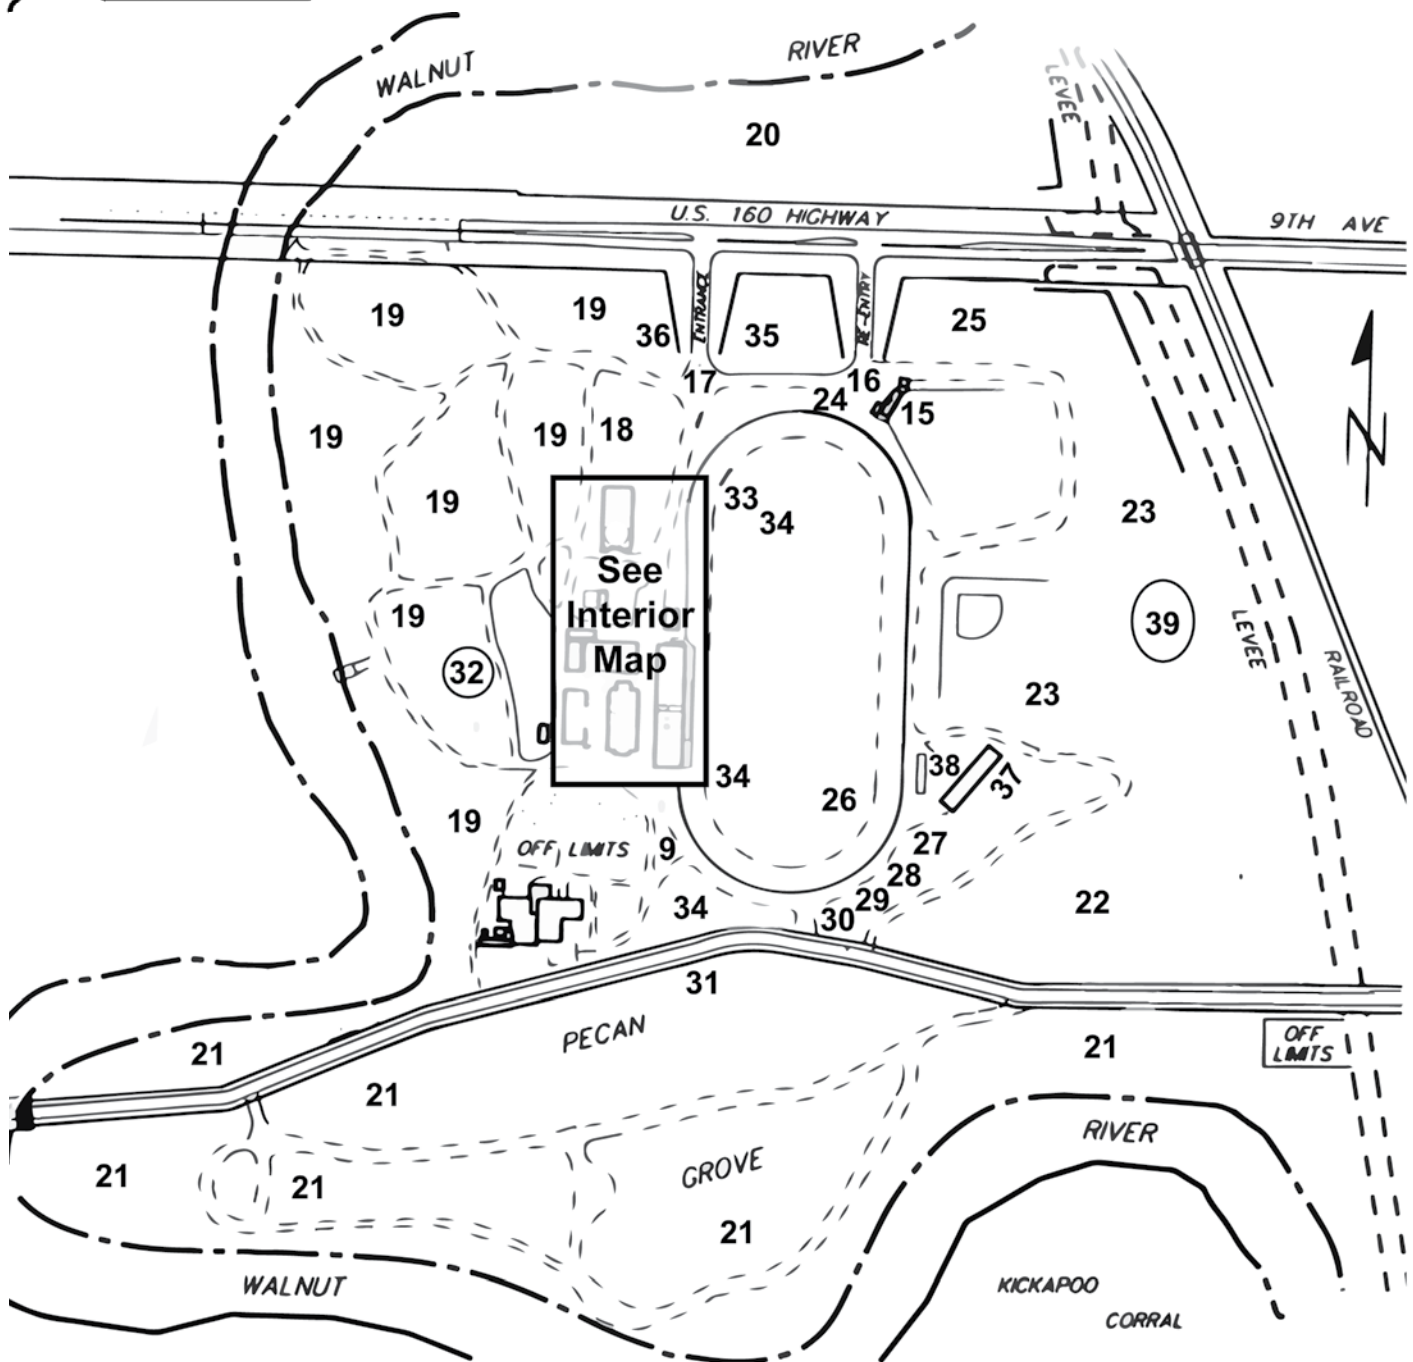 WALNUT
RIVER
LEVEE
20
U.S. 160 HIGHWAY
9TH AVE
19
19
36
ENTRANCE
35
RE-ENTRY
25
17
16
24
15
19
19
18
19
33
34
23
See
Interior
Map
19
32
39
LEVEE
RAILROAD
23
34
38
37
26
19
OFF LIMITS
9
27
28
29
30
34
22
31
PECAN
21
21
21
OFF
LIMITS
21
21
GROVE
21
RIVER
WALNUT
KICKAPOO
CORRAL
N